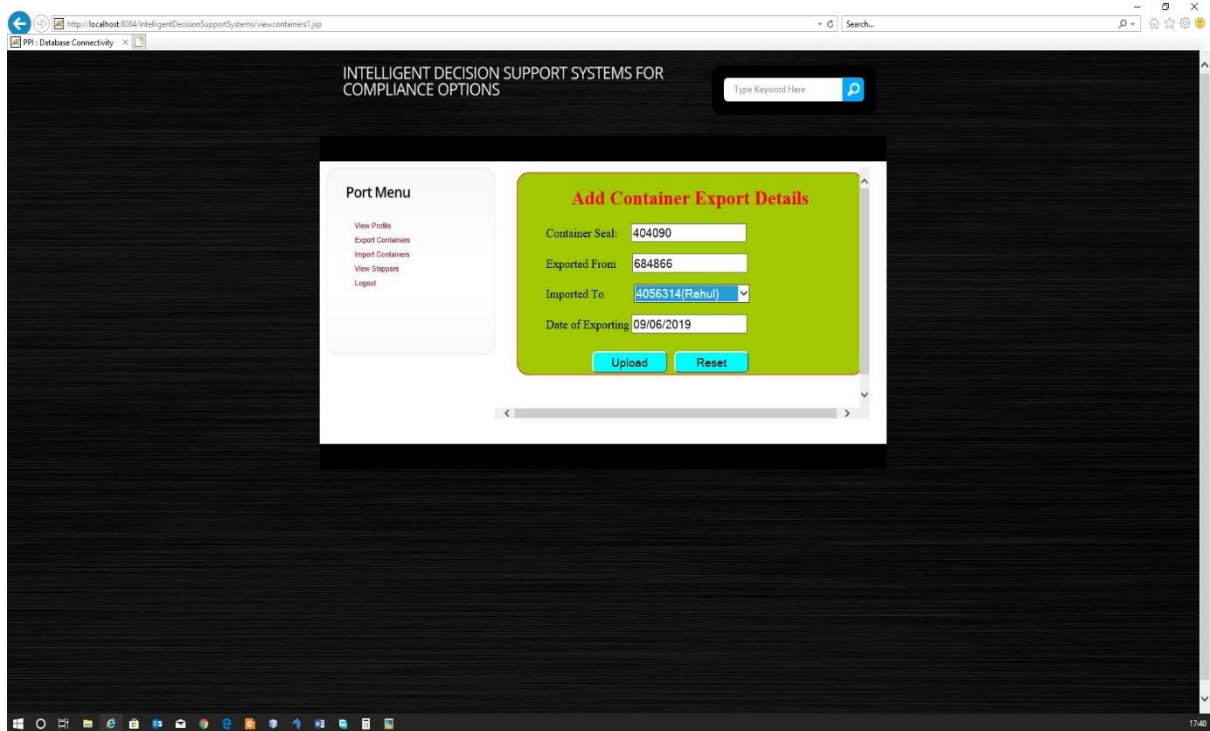 http://localhost:8084/IntelligentDecisionSupportSystems/viewcontainers1.jsp
Search...
PPI : Database Connectivity
INTELLIGENT DECISION SUPPORT SYSTEMS FOR
COMPLIANCE OPTIONS
Type Keyword Here
Port Menu
View Profile
Export Containers
Import Containers
View Shippers
Logout
Add Container Export Details
Container Seal: 404090
Exported From 684866
Imported To 4056314(Rahul)
Date of Exporting 09/06/2019
Upload Reset
17:40